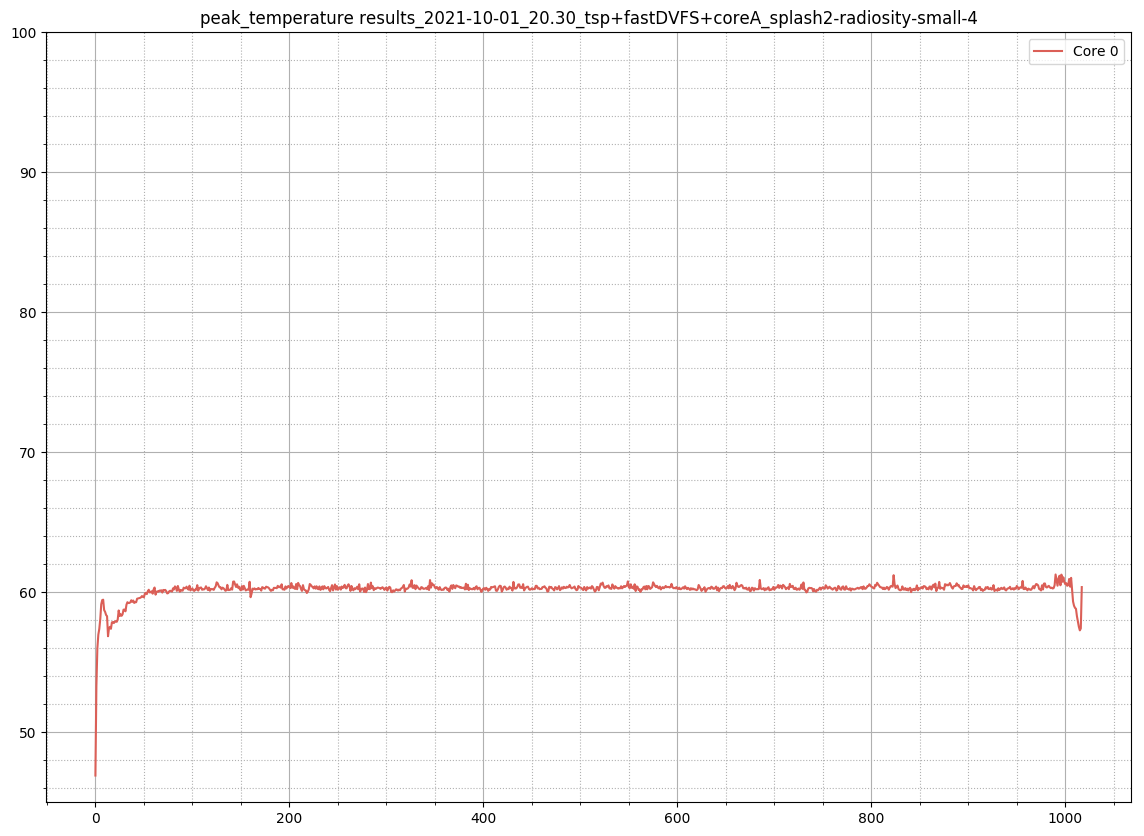 peak_temperature results_2021-10-01_20.30_tsp+fastDVFS+coreA_splash2-radiosity-small-4
Core 0
100
90
80
70
60
50
0 200 400 600 800 1000